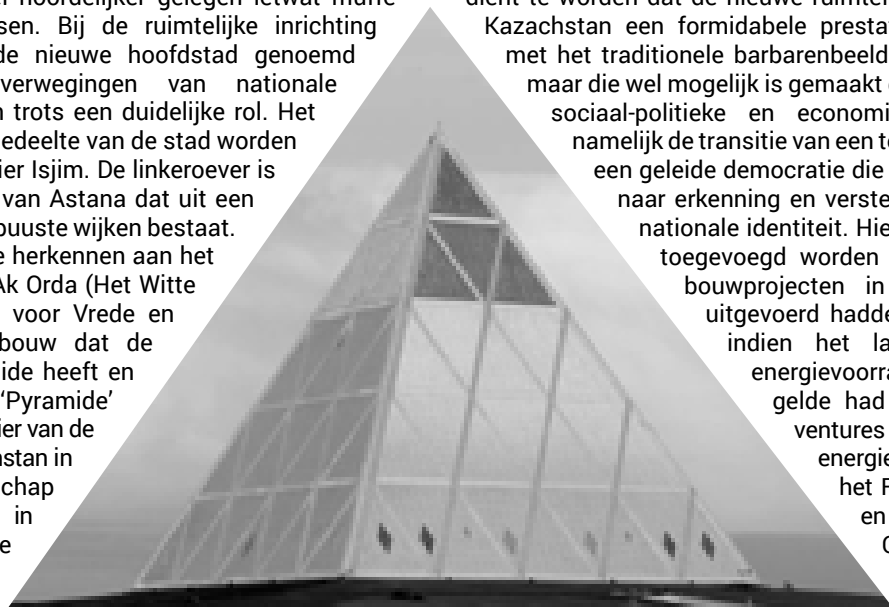 noordelijker gelegen ietwat muffe
sen. Bij de ruimtelijke inrichting
de nieuwe hoofdstad genoemd
verwegingen van nationale
n trots een duidelijke rol. Het
edeelte van de stad worden
ier Isjim. De linkeroever is
van Astana dat uit een
puuste wijken bestaat.
e herkennen aan het
Ak Orda (Het Witte
voor Vrede en
bouw dat de
ide heeft en
‘Pyramide’
ier van de
nstan in
chap
in
e
dient te worden dat de nieuwe ruimtel
Kazachstan een formidabele presta
met het traditionele barbarenbeeld
maar die wel mogelijk is gemaakt
sociaal-politieke en economi
namelijk de transitie van een t
een geleide democratie die
naar erkenning en verste
nationale identiteit. Hie
toegevoegd worden
bouwprojecten in
uitgevoerd hadde
indien het la
energievoorra
gelde had
ventures
energie
het
en